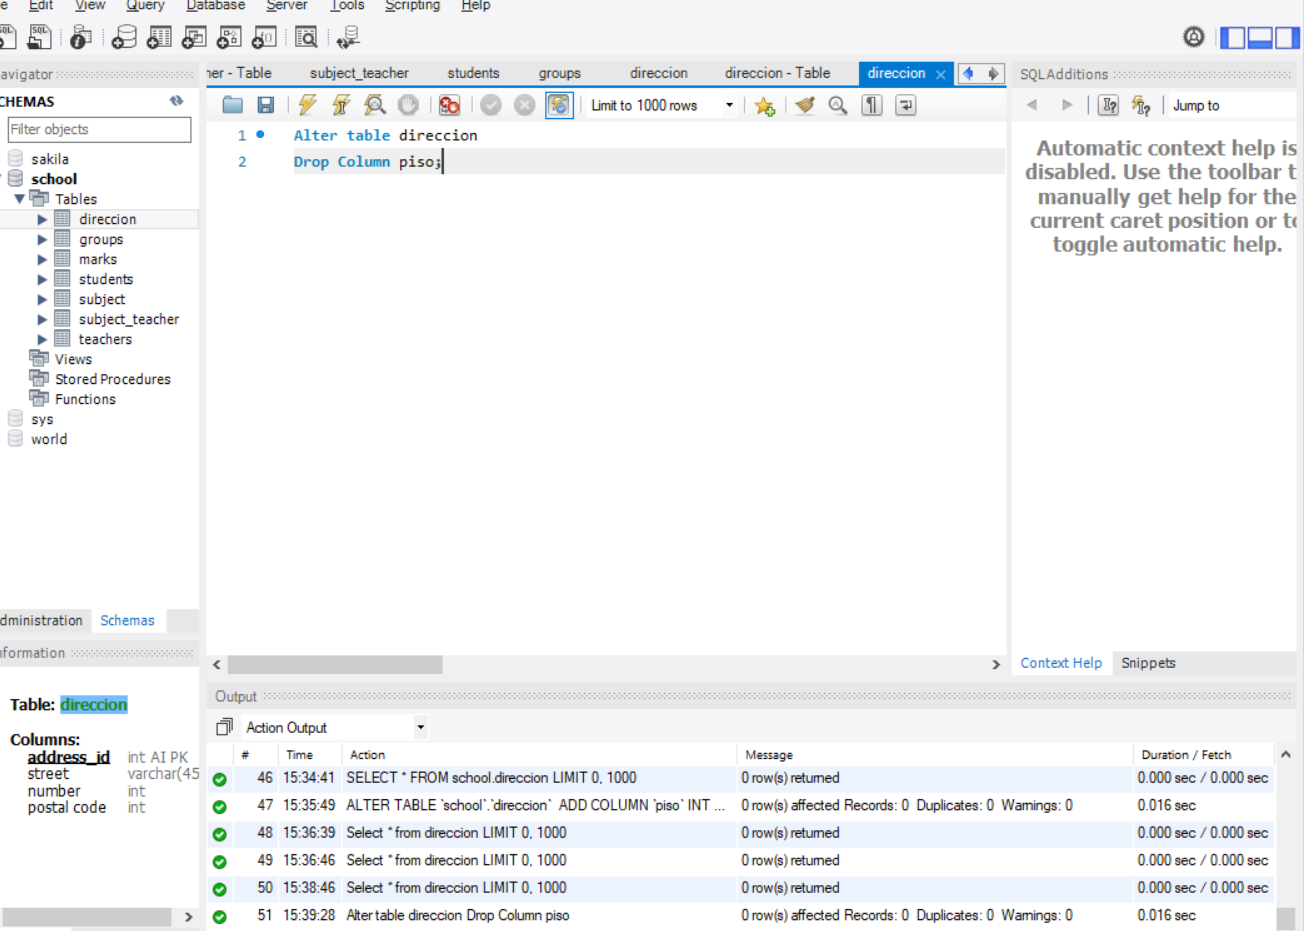 e Edit View Query Database Server Tools Scripting Help
avigator
CHEMAS
Filter objects
sakila
school
Tables
direccion
groups
marks
students
subject
subject_teacher
teachers
Views
Stored Procedures
Functions
sys
world
dministration Schemas
nformation
Table: direccion
Columns:
address_id int AI PK
street varchar(45
number int
postal code int
her - Table subject_teacher students groups direccion direccion - Table direccion
Limit to 1000 rows
1 Alter table direccion
2 Drop Column piso;
SQLAdditions
Jump to
Automatic context help is
disabled. Use the toolbar t
manually get help for the
current caret position or to
toggle automatic help.
Context Help Snippets
Output
Action Output
# Time Action Message Duration / Fetch
46 15:34:41 SELECT * FROM school.direccion LIMIT 0, 1000 0 row(s) returned 0.000 sec / 0.000 sec
47 15:35:49 ALTER TABLE `school`.`direccion` ADD COLUMN `piso` INT ... 0 row(s) affected Records: 0 Duplicates: 0 Warnings: 0 0.016 sec
48 15:36:39 Select * from direccion LIMIT 0, 1000 0 row(s) returned 0.000 sec / 0.000 sec
49 15:36:46 Select * from direccion LIMIT 0, 1000 0 row(s) returned 0.000 sec / 0.000 sec
50 15:38:46 Select * from direccion LIMIT 0, 1000 0 row(s) returned 0.000 sec / 0.000 sec
51 15:39:28 Alter table direccion Drop Column piso 0 row(s) affected Records: 0 Duplicates: 0 Warnings: 0 0.016 sec